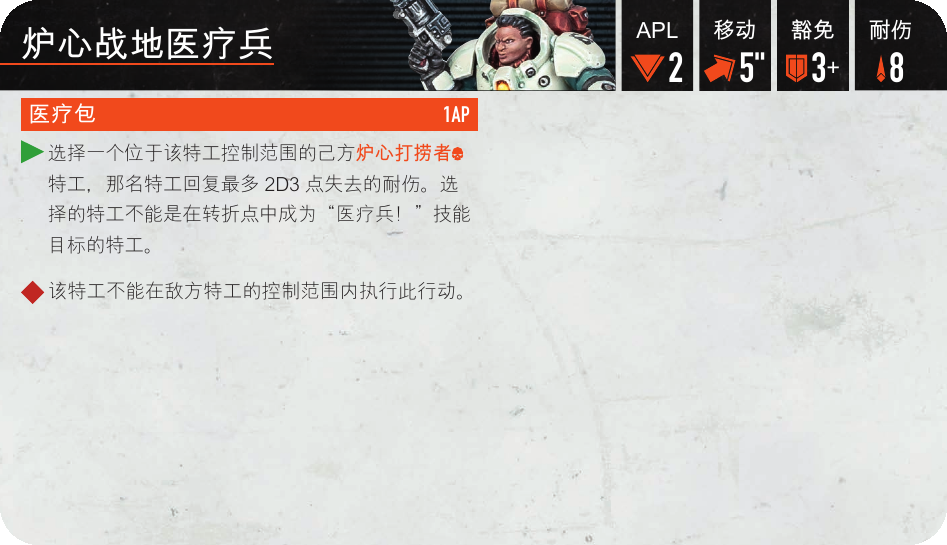 炉心战地医疗兵
APL 移动 豁免 耐伤
2 5" 3+ 8
医疗包 1AP
选择一个位于该特工控制范围的己方炉心打捞者
特工，那名特工回复最多 2D3 点失去的耐伤。选
择的特工不能是在转折点中成为“医疗兵！”技能
目标的特工。
该特工不能在敌方特工的控制范围内执行此行动。